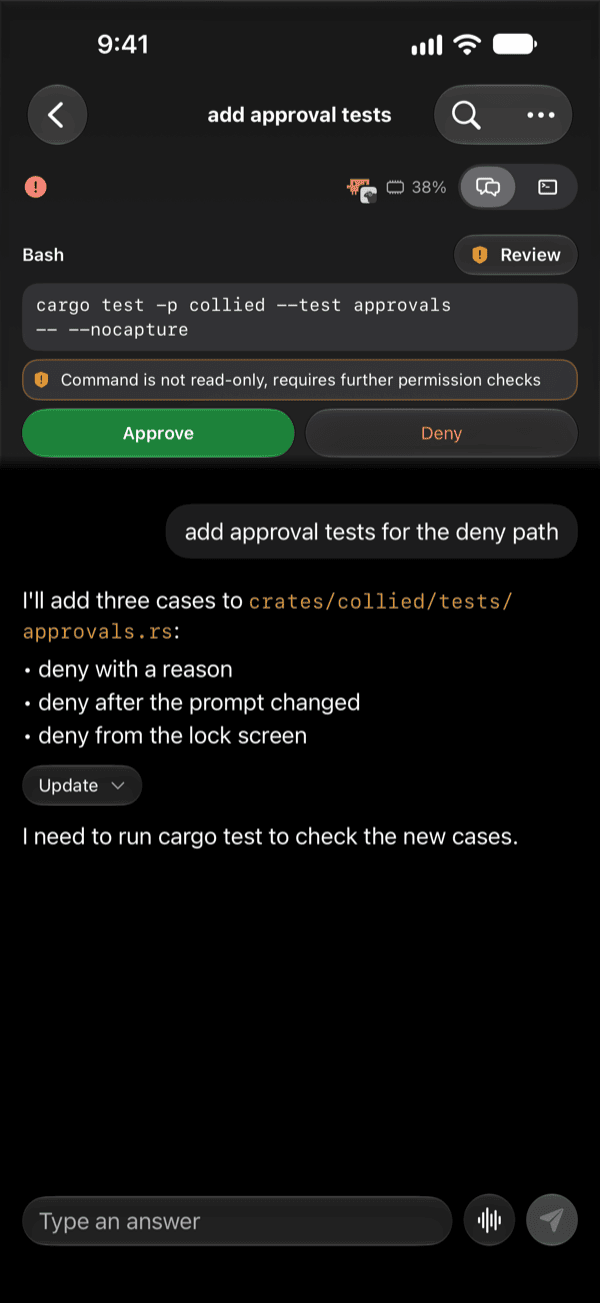 9:41
add approval tests
38%
Bash
Review
cargo test -p collied --test approvals
-- --nocapture
Command is not read-only, requires further permission checks
Approve
Deny
add approval tests for the deny path
I'll add three cases to crates/collied/tests/
approvals.rs:
• deny with a reason
• deny after the prompt changed
• deny from the lock screen
Update
I need to run cargo test to check the new cases.
Type an answer